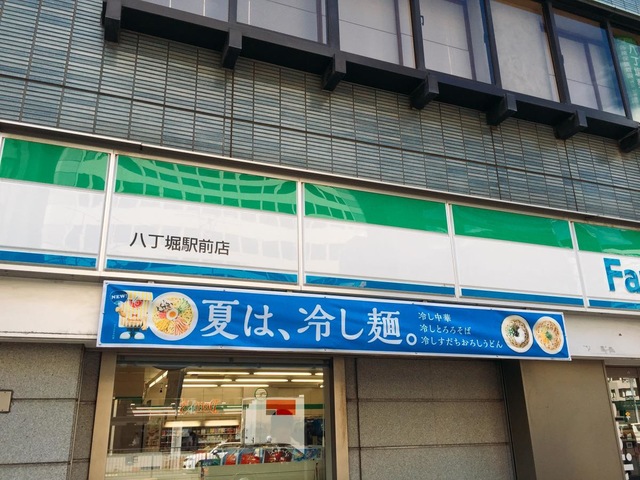 八丁堀駅前店
Fa
NEW
夏は、冷し麺。
冷し中華
冷しとろろそば
冷しすだちおろしうどん